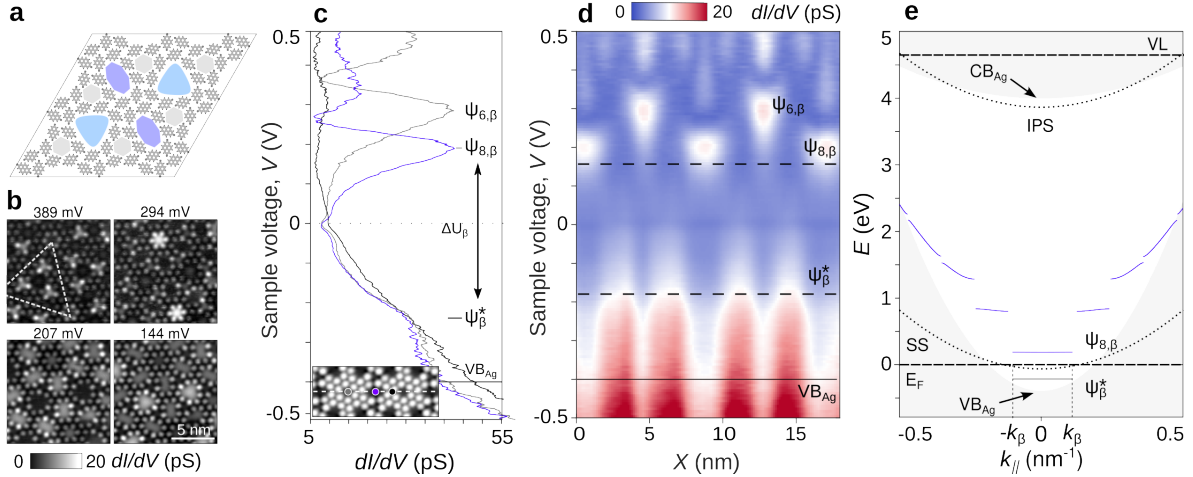 a
b
389 mV
294 mV
207 mV
144 mV
5 nm
0
20
dI/dV (pS)
c
0.5
0
-0.5
Sample voltage, V (V)
ψ6,β
ψ8,β
ΔUβ
ψβ*
VBAg
5
55
dI/dV (pS)
d
0
20
dI/dV (pS)
0.5
0
-0.5
Sample voltage, V (V)
ψ6,β
ψ8,β
ψβ*
VBAg
0
5
10
15
X (nm)
e
5
4
3
2
1
0
E (eV)
VL
CBAg
IPS
SS
ψ8,β
EF
ψβ*
VBAg
-0.5
-kβ
0
kβ
0.5
k// (nm-1)